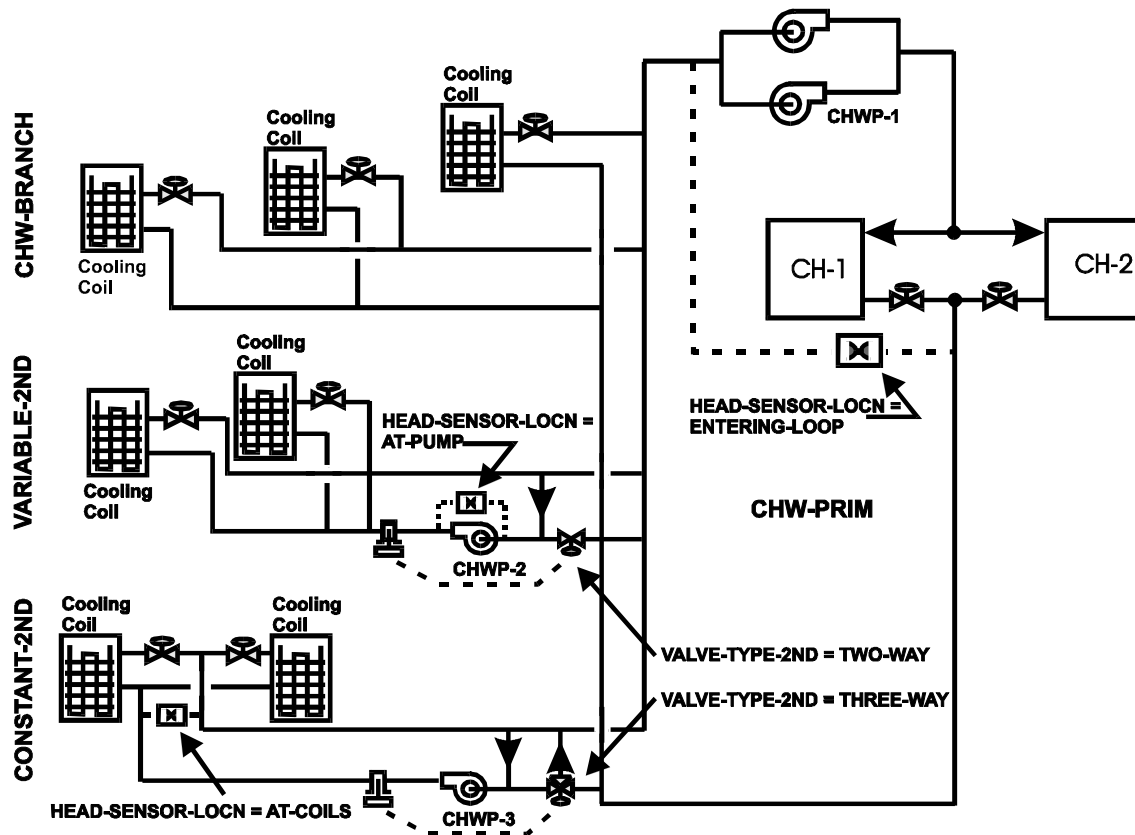 CHW-BRANCH
Cooling
Coil
Cooling
Coil
Cooling
Coil
CHWP-1
CH-1
CH-2
HEAD-SENSOR-LOCN =
ENTERING-LOOP
CHW-PRIM
VARIABLE-2ND
Cooling
Coil
Cooling
Coil
HEAD-SENSOR-LOCN =
AT-PUMP
CHWP-2
VALVE-TYPE-2ND = TWO-WAY
VALVE-TYPE-2ND = THREE-WAY
CONSTANT-2ND
Cooling
Coil
Cooling
Coil
HEAD-SENSOR-LOCN = AT-COILS
CHWP-3